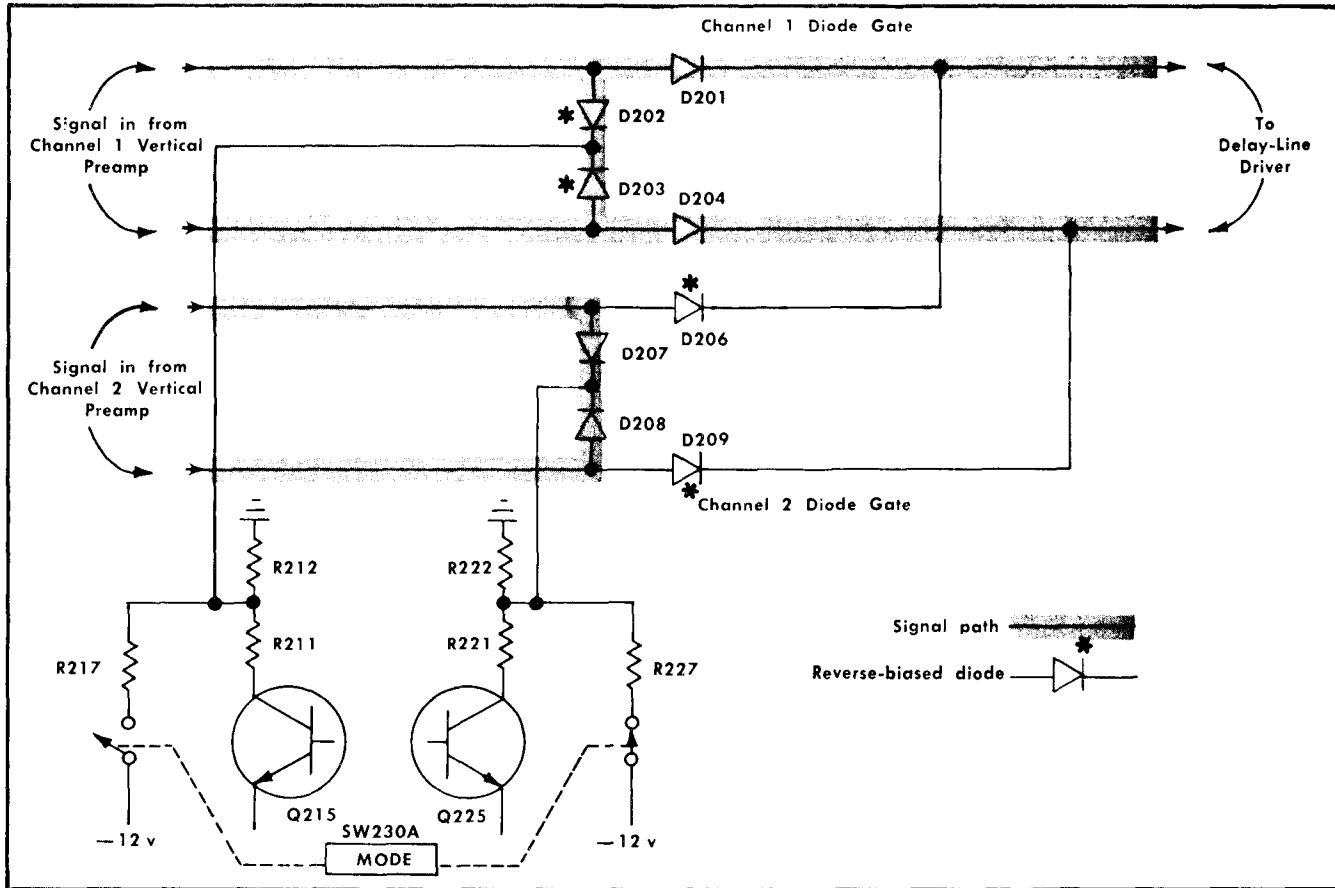 Channel 1 Diode Gate
D201
D202
*
Signal in from
Channel 1 Vertical
Preamp
To
Delay-Line
Driver
*
D203
D204
*
D206
D207
Signal in from
Channel 2 Vertical
Preamp
D208
D209
*
Channel 2 Diode Gate
R212
R222
R211
R221
R217
R227
Signal path
*
Reverse-biased diode
Q215
Q225
—12 v
—12 v
SW230A
MODE